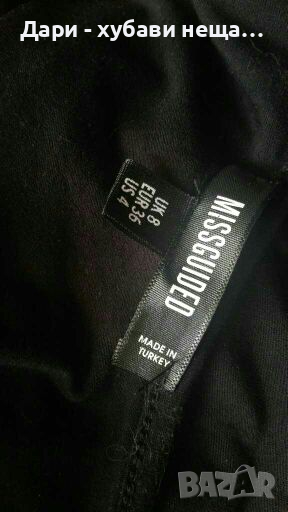 Дари - хубави неща...
UK 8
EUR 36
US 4
MISSGUIDED
MADE IN
TURKEY
BAZAR